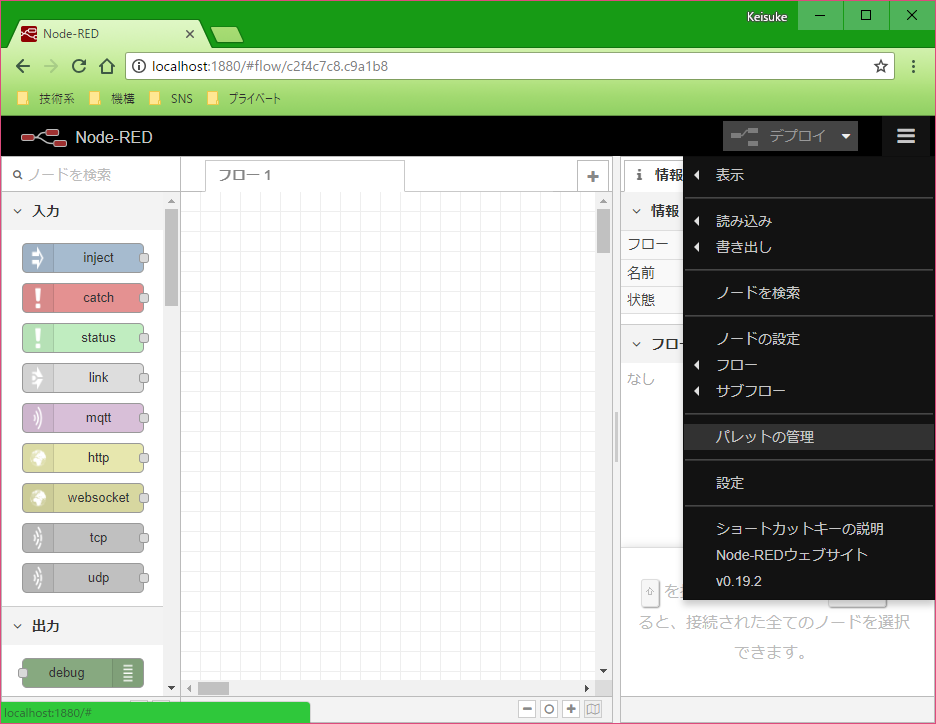 Keisuke
Node-RED
localhost:1880/#flow/c2f4c7c8.c9a1b8
技術系 機構 SNS プライベート
Node-RED デプロイ
ノードを検索 フロー 1 情報
入力
inject
catch
status
link
mqtt
http
websocket
tcp
udp
出力
debug
情報
フロー
名前
状態
フロー
なし
表示
読み込み
書き出し
ノードを検索
ノードの設定
フロー
サブフロー
パレットの管理
設定
ショートカットキーの説明
Node-REDウェブサイト
v0.19.2
を
ると、接続された全てのノードを選択
できます。
localhost:1880/#